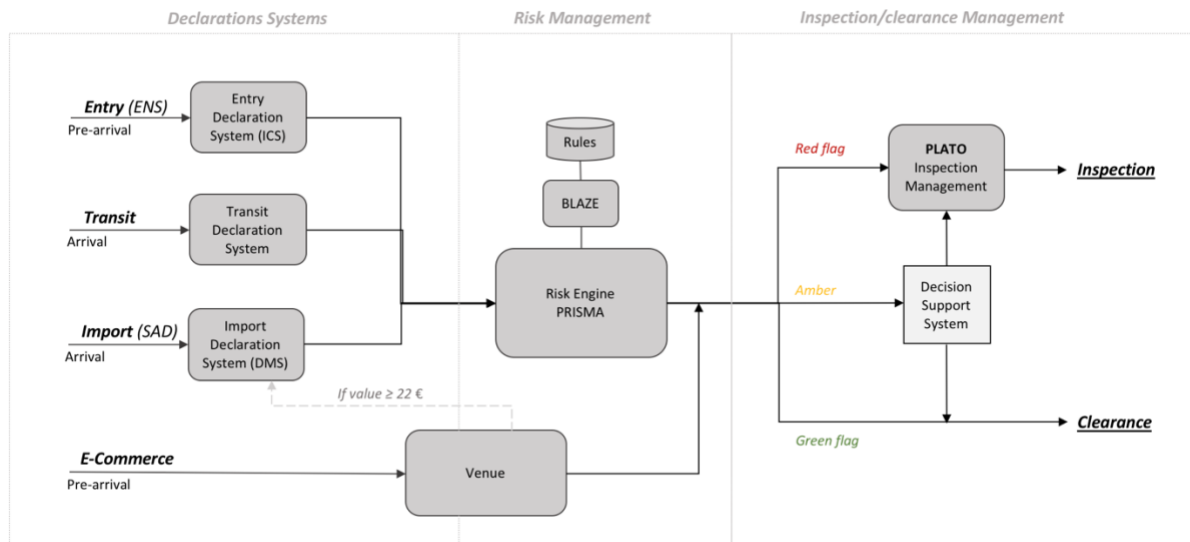 Declarations Systems
Risk Management
Inspection/clearance Management
Entry (ENS)
Pre-arrival
Entry
Declaration
System (ICS)
Transit
Arrival
Transit
Declaration
System
Import (SAD)
Arrival
Import
Declaration
System (DMS)
If value ≥ 22 €
E-Commerce
Pre-arrival
Venue
Rules
BLAZE
Risk Engine
PRISMA
Red flag
PLATO
Inspection
Management
Inspection
Amber
Decision
Support
System
Green flag
Clearance